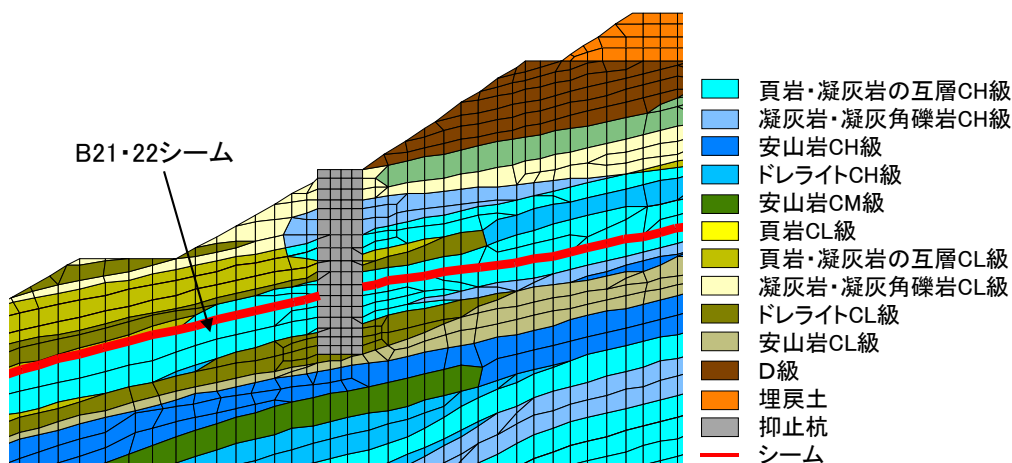 B21・22シーム
頁岩・凝灰岩の互層CH級
凝灰岩・凝灰角礫岩CH級
安山岩CH級
ドレライトCH級
安山岩CM級
頁岩CL級
頁岩・凝灰岩の互層CL級
凝灰岩・凝灰角礫岩CL級
ドレライトCL級
安山岩CL級
D級
埋戻土
抑止杭
シーム